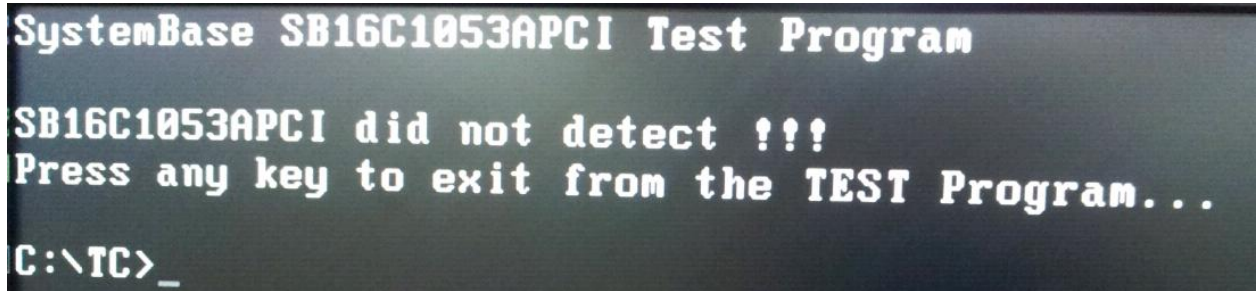 SystemBase SB16C1053APCI Test Program
SB16C1053APCI did not detect !!!
Press any key to exit from the TEST Program...
C:\TC>_